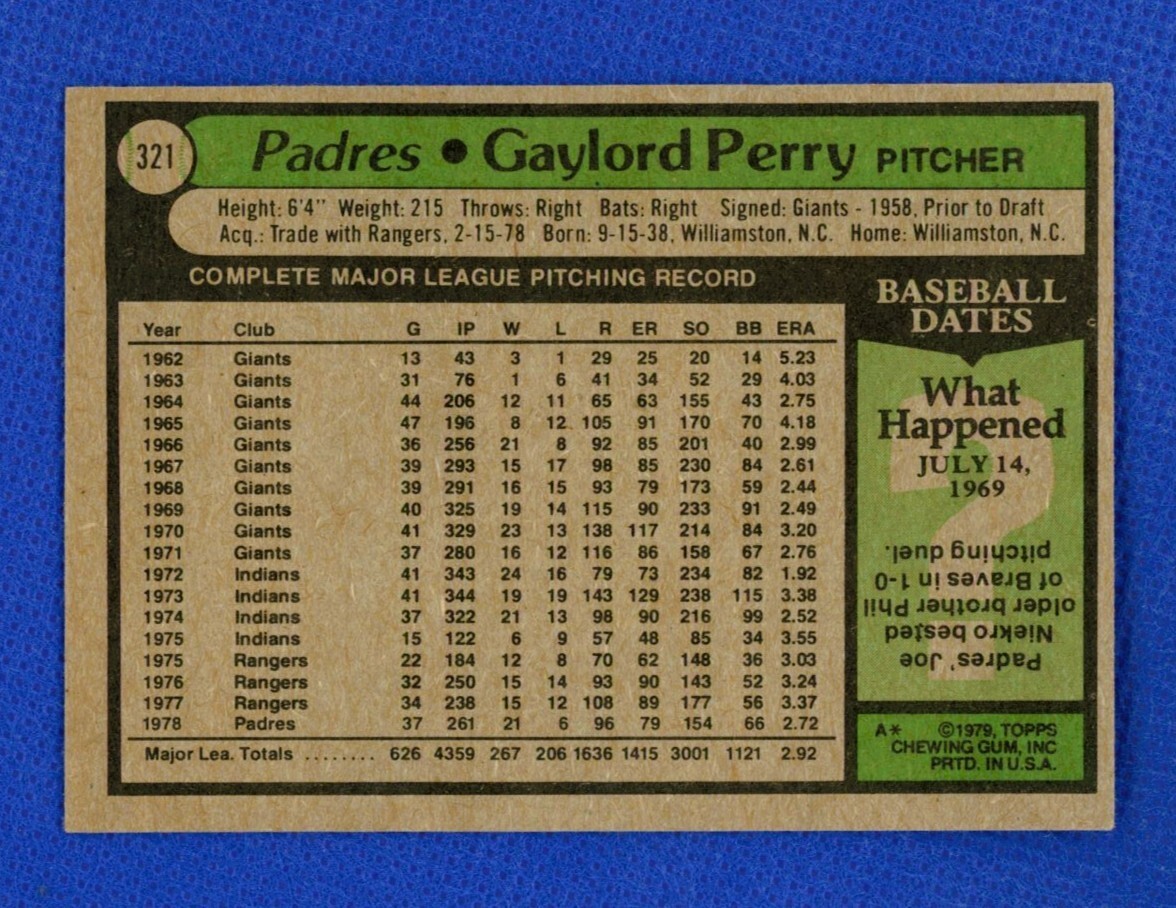 321
Padres • Gaylord Perry PITCHER
Height: 6'4" Weight: 215 Throws: Right Bats: Right Signed: Giants - 1958, Prior to Draft
Acq.: Trade with Rangers, 2-15-78 Born: 9-15-38, Williamston, N.C. Home: Williamston, N.C.
COMPLETE MAJOR LEAGUE PITCHING RECORD
Year Club G IP W L R ER SO BB ERA
1962 Giants 13 43 3 1 29 25 20 14 5.23
1963 Giants 31 76 1 6 41 34 52 29 4.03
1964 Giants 44 206 12 11 65 63 155 43 2.75
1965 Giants 47 196 8 12 105 91 170 70 4.18
1966 Giants 36 256 21 8 92 85 201 40 2.99
1967 Giants 39 293 15 17 98 85 230 84 2.61
1968 Giants 39 291 16 15 93 79 173 59 2.44
1969 Giants 40 325 19 14 115 90 233 91 2.49
1970 Giants 41 329 23 13 138 117 214 84 3.20
1971 Giants 37 280 16 12 116 86 158 67 2.76
1972 Indians 41 343 24 16 79 73 234 82 1.92
1973 Indians 41 344 19 19 143 129 238 115 3.38
1974 Indians 37 322 21 13 98 90 216 99 2.52
1975 Indians 15 122 6 9 57 48 85 34 3.55
1975 Rangers 22 184 12 8 70 62 148 36 3.03
1976 Rangers 32 250 15 14 93 90 143 52 3.24
1977 Rangers 34 238 15 12 108 89 177 56 3.37
1978 Padres 37 261 21 6 96 79 154 66 2.72
Major Lea. Totals ........ 626 4359 267 206 1636 1415 3001 1121 2.92
BASEBALL
DATES
What
Happened
JULY 14,
1969
?
Padres' Joe
Niekro bested
older brother Phil
of Braves in 1-0
pitching duel.
A* ©1979, TOPPS
CHEWING GUM, INC
PRTD. IN U.S.A.